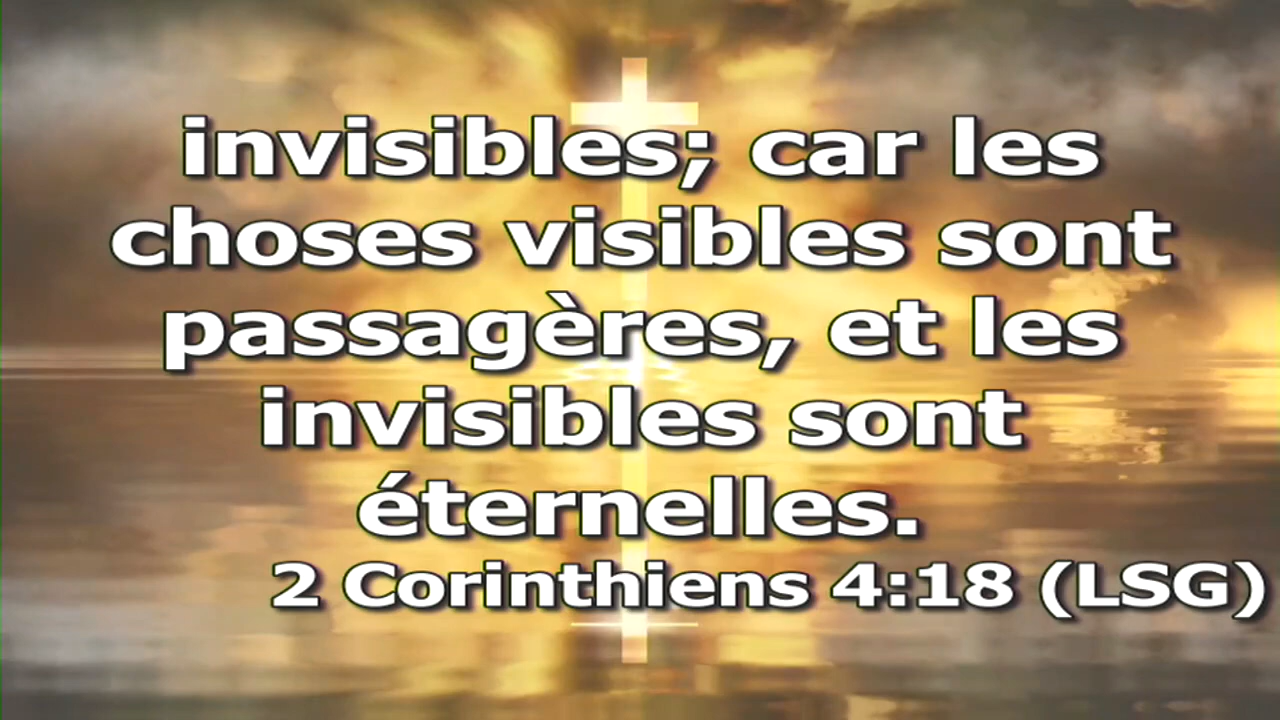 invisibles; car les
choses visibles sont
passagères, et les
invisibles sont
éternelles.
2 Corinthiens 4:18 (LSG)